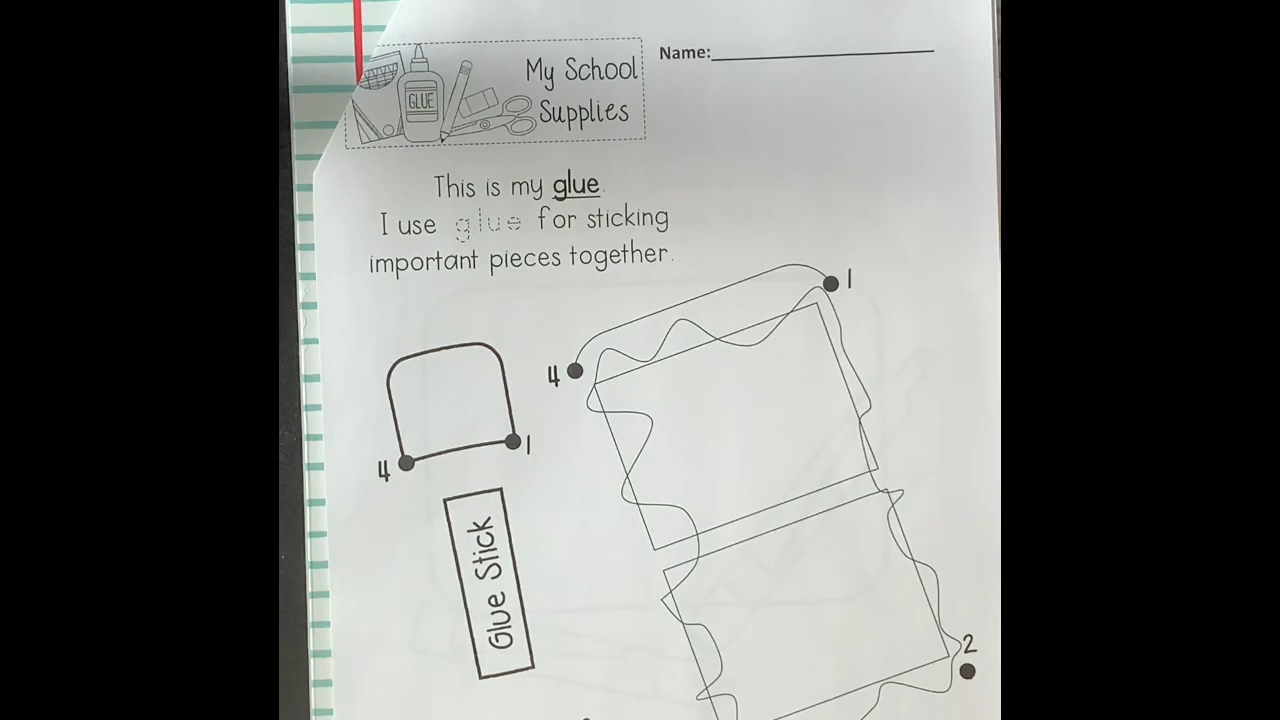 GLUE
My School
Supplies
Name:
This is my glue.
I use glue for sticking
important pieces together.
1
4
4
1
Glue Stick
2